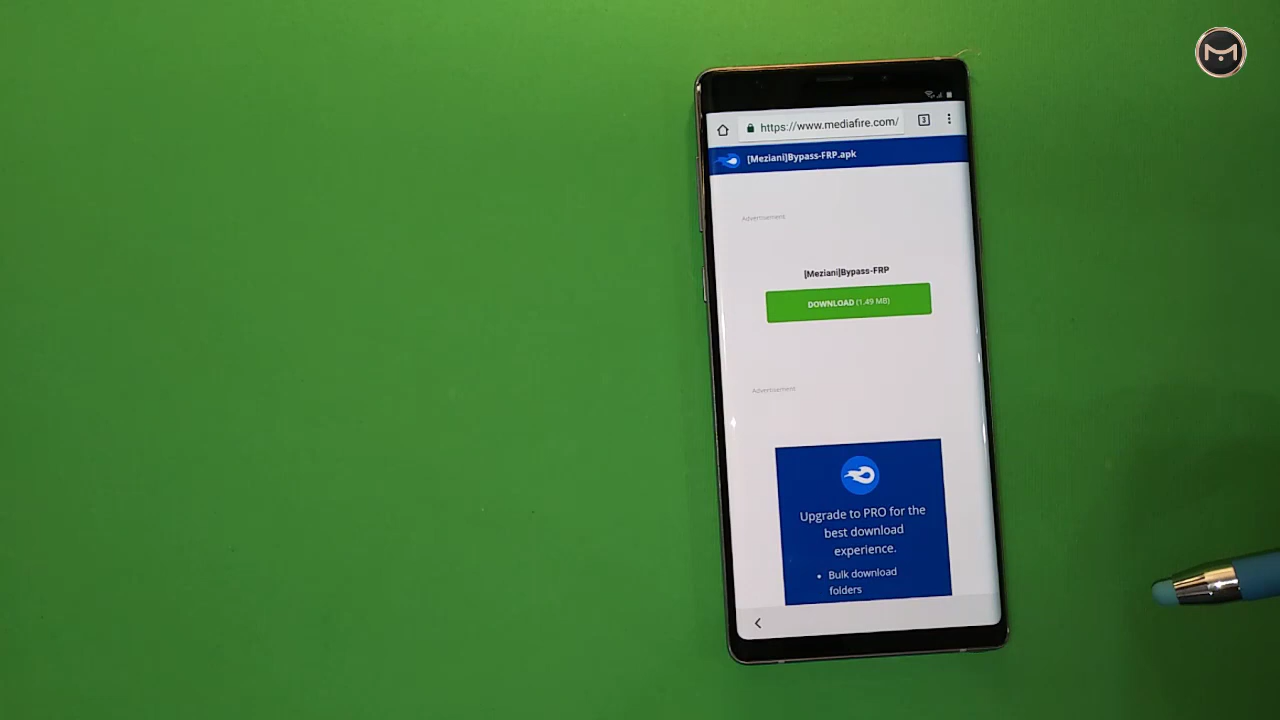 https://www.mediafire.com/
3
[Meziani]Bypass-FRP.apk
Advertisement
[Meziani]Bypass-FRP
DOWNLOAD (1.49 MB)
Advertisement
Upgrade to PRO for the
best download
experience.
• Bulk download
folders